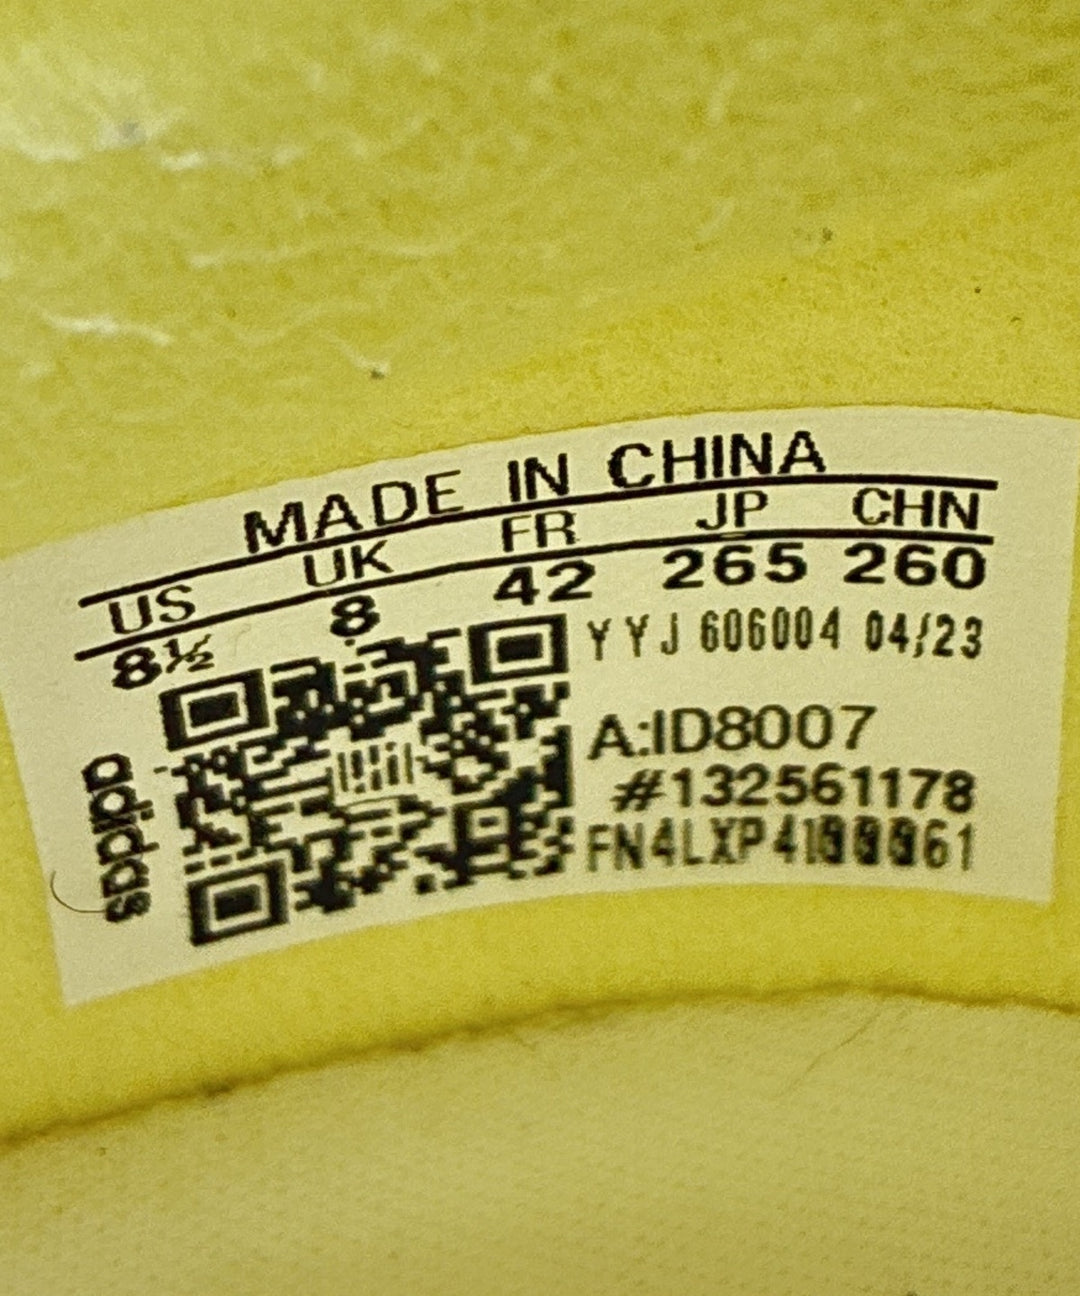 MADE IN CHINA
US UK FR JP CHN
8½ 8 42 265 260
YYJ 606004 04/23
A:ID8007
#132561178
adidas